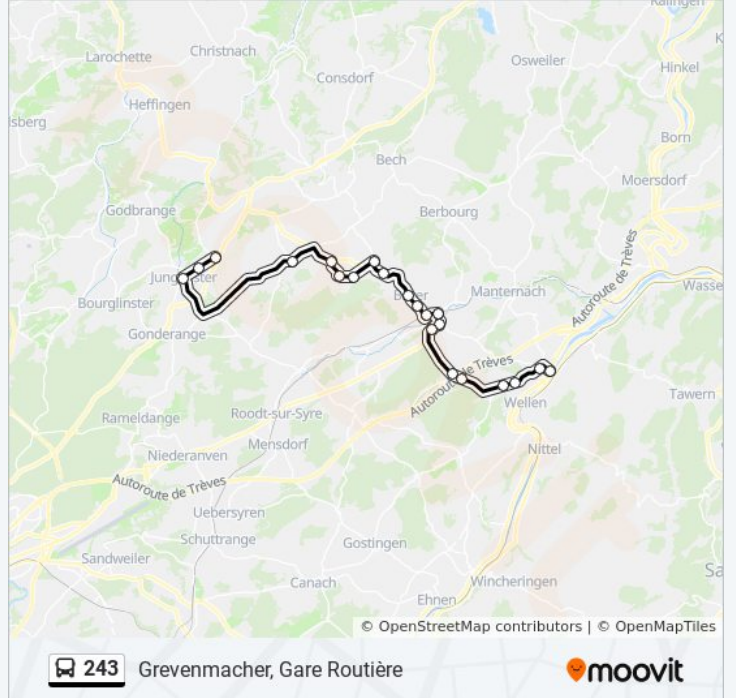 Kalingen
Larochette
Christnach
Consdorf
Osweiler
Hinkel
Heffingen
lsberg
Born
Bech
Moersdorf
Godbrange
Berbourg
Autoroute de Trèves
Manternach
Wasse
Bourglinster
Gonderange
Autoroute de Trèves
Wellen
Tawern
Rameldange
Roodt-sur-Syre
Mensdorf
Nittel
Niederanven
Autoroute de Trèves
Uebersyren
Schuttrange
Gostingen
Sandweiler
Sa
Canach
Wincheringen
Ehnen
© OpenStreetMap contributors | © OpenMapTiles
243 Grevenmacher, Gare Routière
moovit